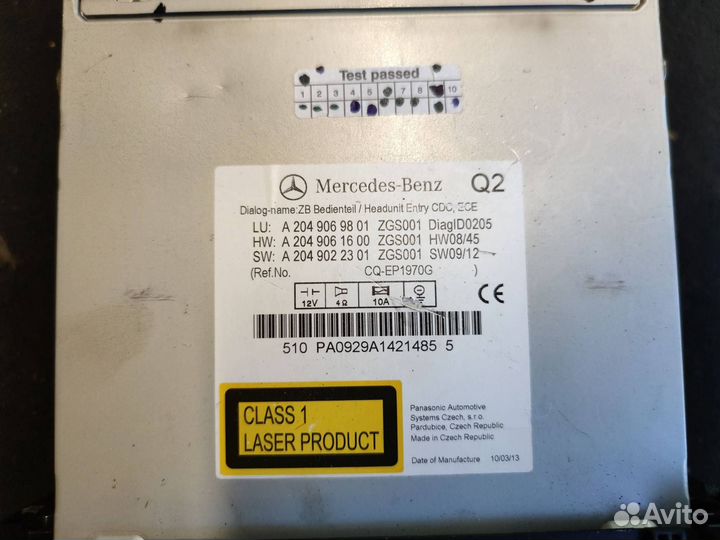 Test passed
1 2 3 4 5 6 7 8 10
Mercedes-Benz Q2
Dialog-name:ZB Bedienteil / Headunit Entry CDC, ECE
LU: A 204 906 98 01 ZGS001 DiagID0205
HW: A 204 906 16 00 ZGS001 HW08/45
SW: A 204 902 23 01 ZGS001 SW09/12
(Ref.No. CQ-EP1970G )
12V 4Ω 10A
CE
510 PA0929A1421485 5
CLASS 1
LASER PRODUCT
Panasonic Automotive
Systems Czech, s.r.o.
Pardubice, Czech Republic
Made in Czech Republic
Date of Manufacture 10/03/13
Avito